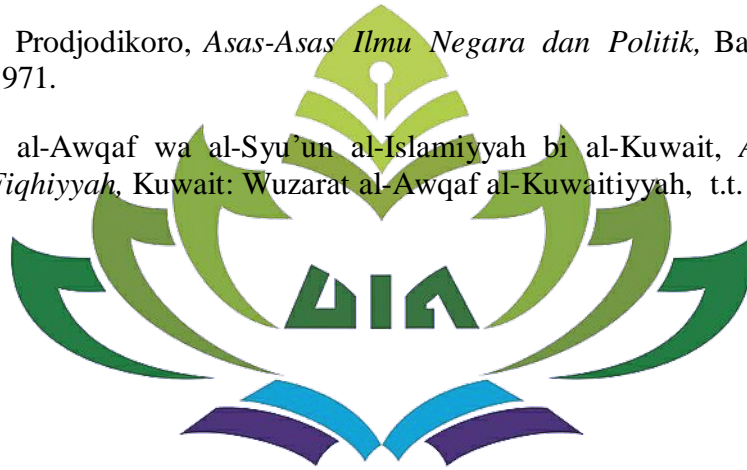 Prodjodikoro, Asas-Asas Ilmu Negara dan Politik, Ba
971.
al-Awqaf wa al-Syu’un al-Islamiyyah bi al-Kuwait, A
Fiqhiyyah, Kuwait: Wuzarat al-Awqaf al-Kuwaitiyyah, t.t.
UIN